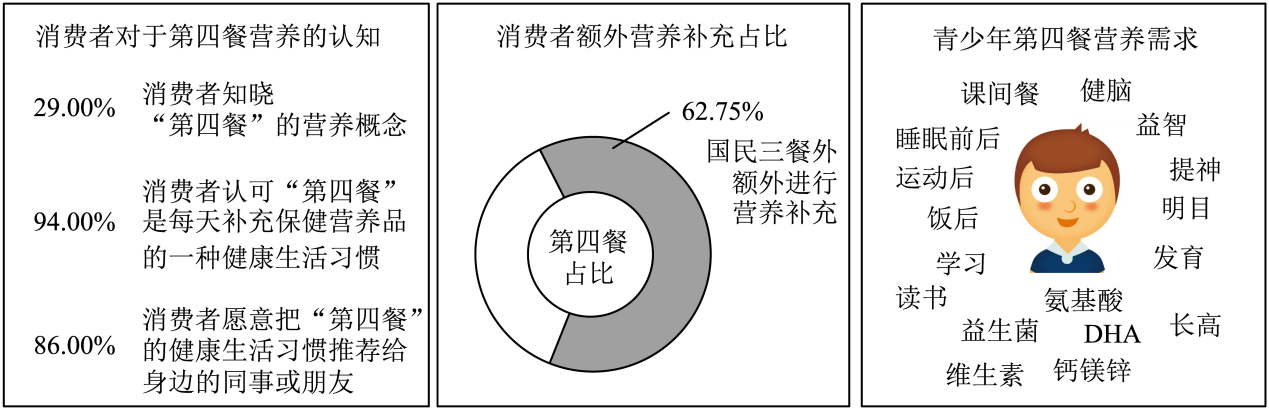 消费者对于第四餐营养的认知
29.00%
消费者知晓
“第四餐”的营养概念
94.00%
消费者认可“第四餐”
是每天补充保健营养品
的一种健康生活习惯
86.00%
消费者愿意把“第四餐”
的健康生活习惯推荐给
身边的同事或朋友
消费者额外营养补充占比
62.75%
国民三餐外
额外进行
营养补充
第四餐
占比
青少年第四餐营养需求
课间餐
健脑
益智
睡眠前后
提神
运动后
明目
饭后
发育
学习
读书
氨基酸
长高
益生菌
DHA
维生素
钙镁锌